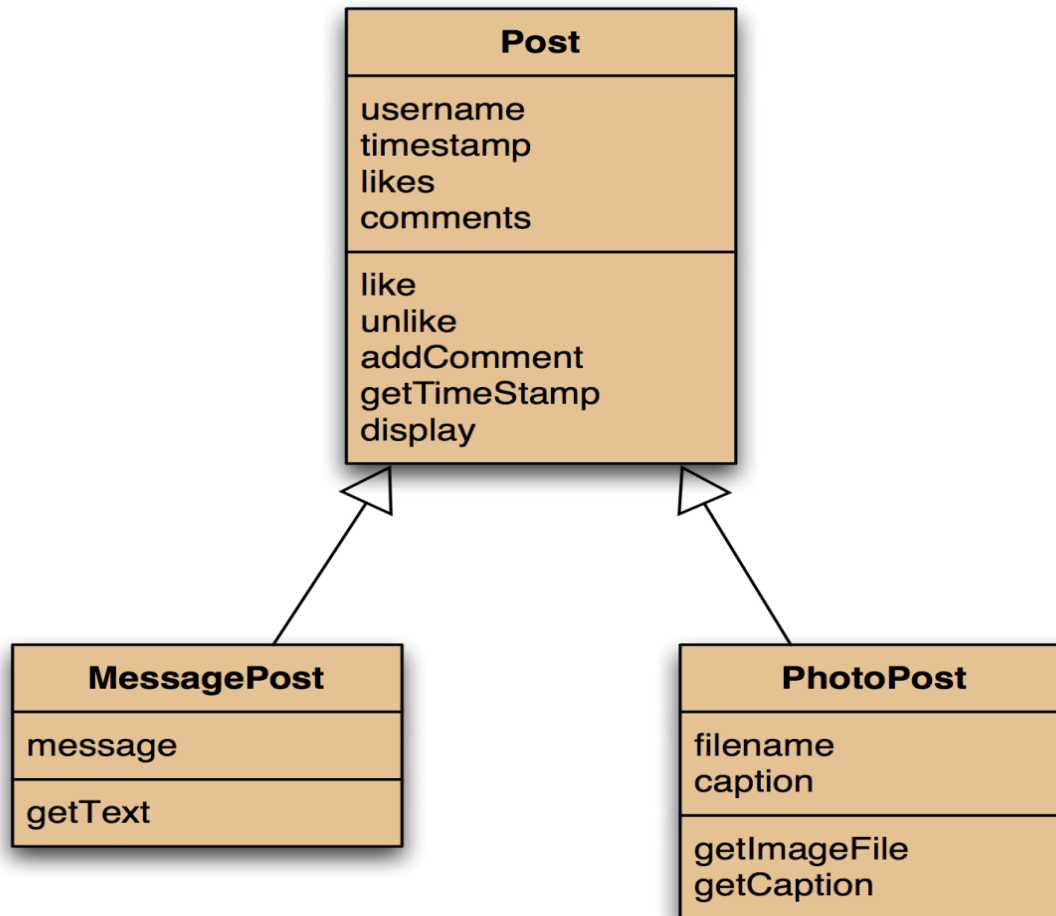 Post
username
timestamp
likes
comments
like
unlike
addComment
getTimeStamp
display
MessagePost
message
getText
PhotoPost
filename
caption
getImageFile
getCaption